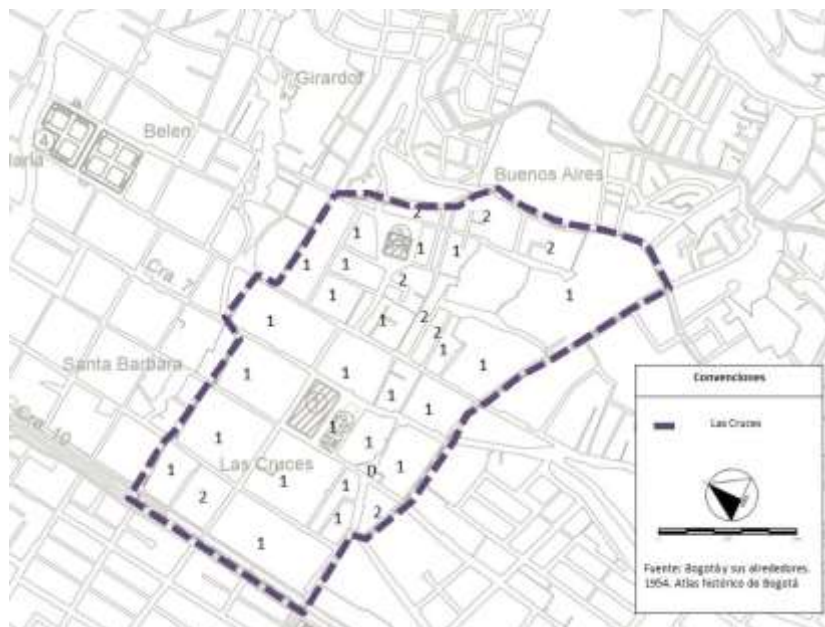 Girardot
Belen
Buenos Aires
2
2
1
1
1
2
1
1
2
1
1
Cra. 7
1
1
2
2
1
Santa Barbara
1
1
1
1
1
1
1
1
Las Cruces
D
1
1
2
1
1
1
2
1
Cra. 10
Convenciones
Las Cruces
Fuente: Bogotá y sus alrededores.
1954. Atlas histórico de Bogotá